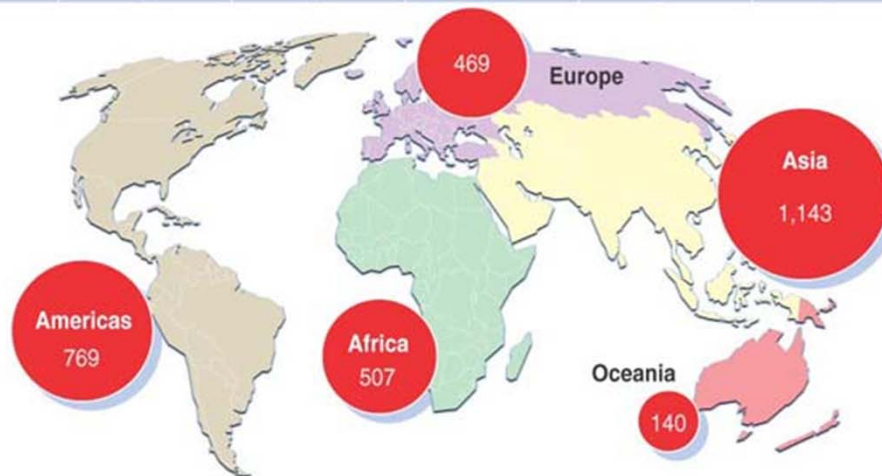 469
Europe
Asia
1,143
Americas
769
Africa
507
Oceania
140